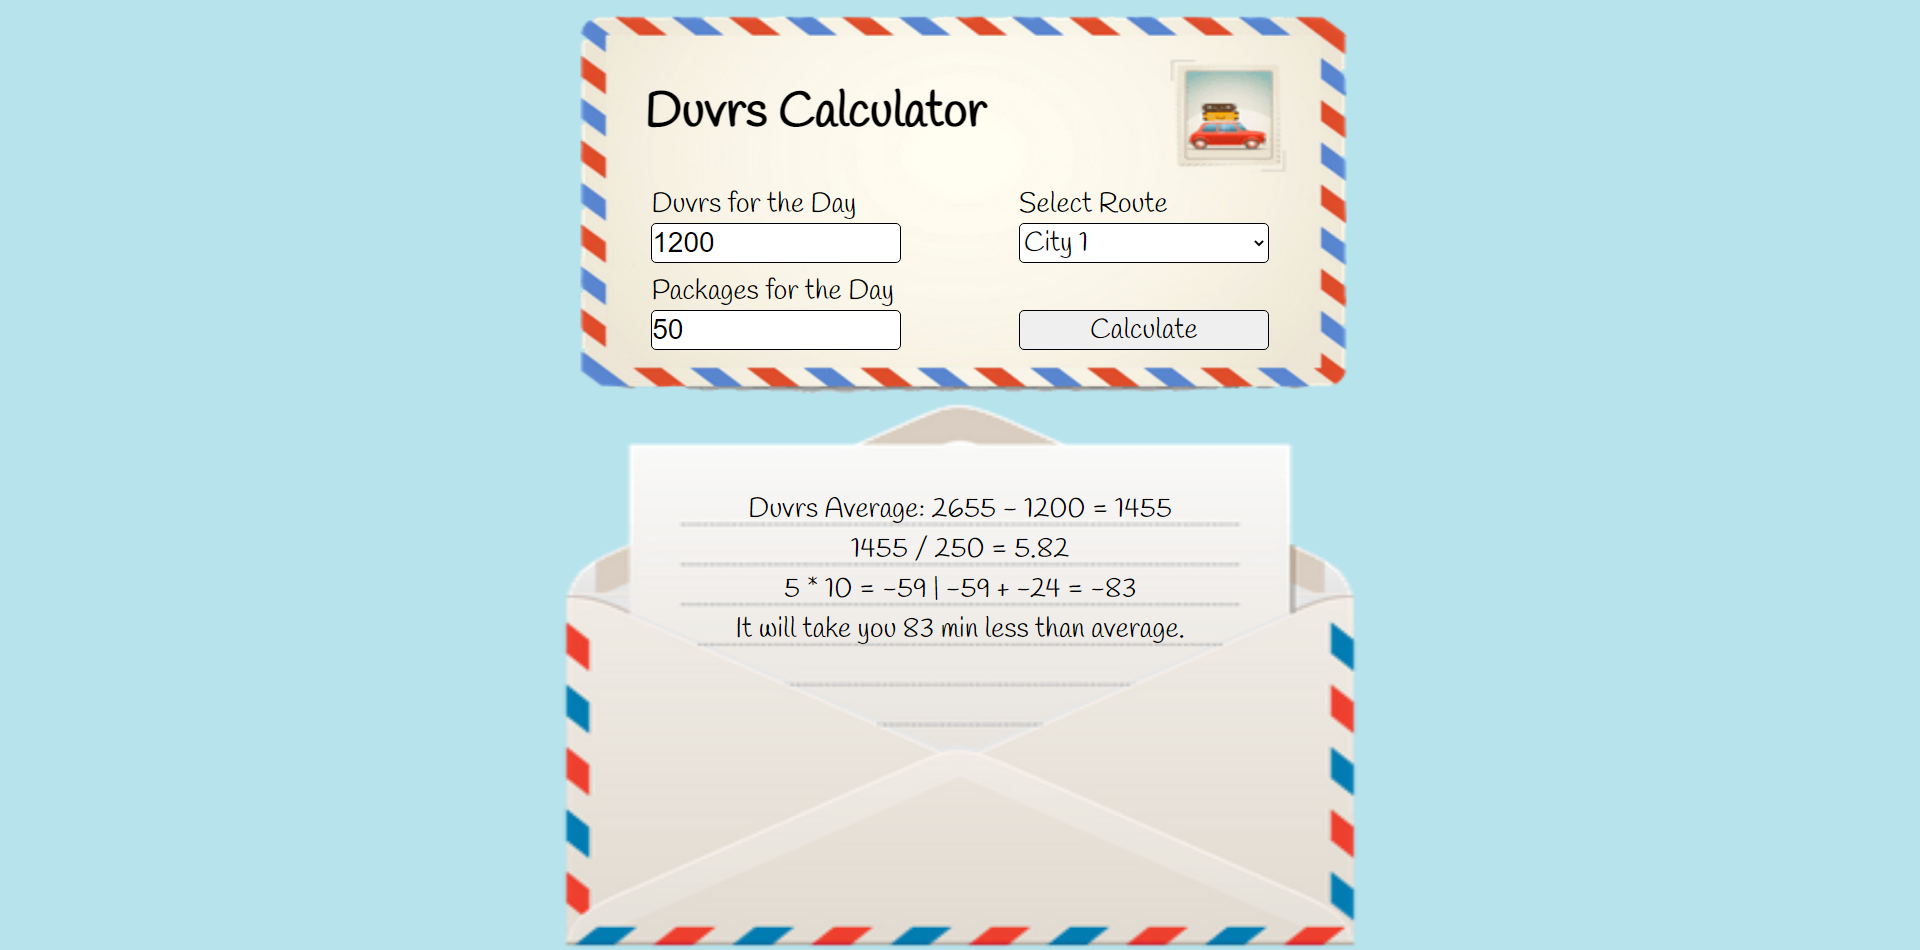 Duvrs Calculator
Duvrs for the Day
Select Route
1200
City 1
Packages for the Day
50
Calculate
Duvrs Average: 2655 - 1200 = 1455
1455 / 250 = 5.82
5 * 10 = -59 | -59 + -24 = -83
It will take you 83 min less than average.